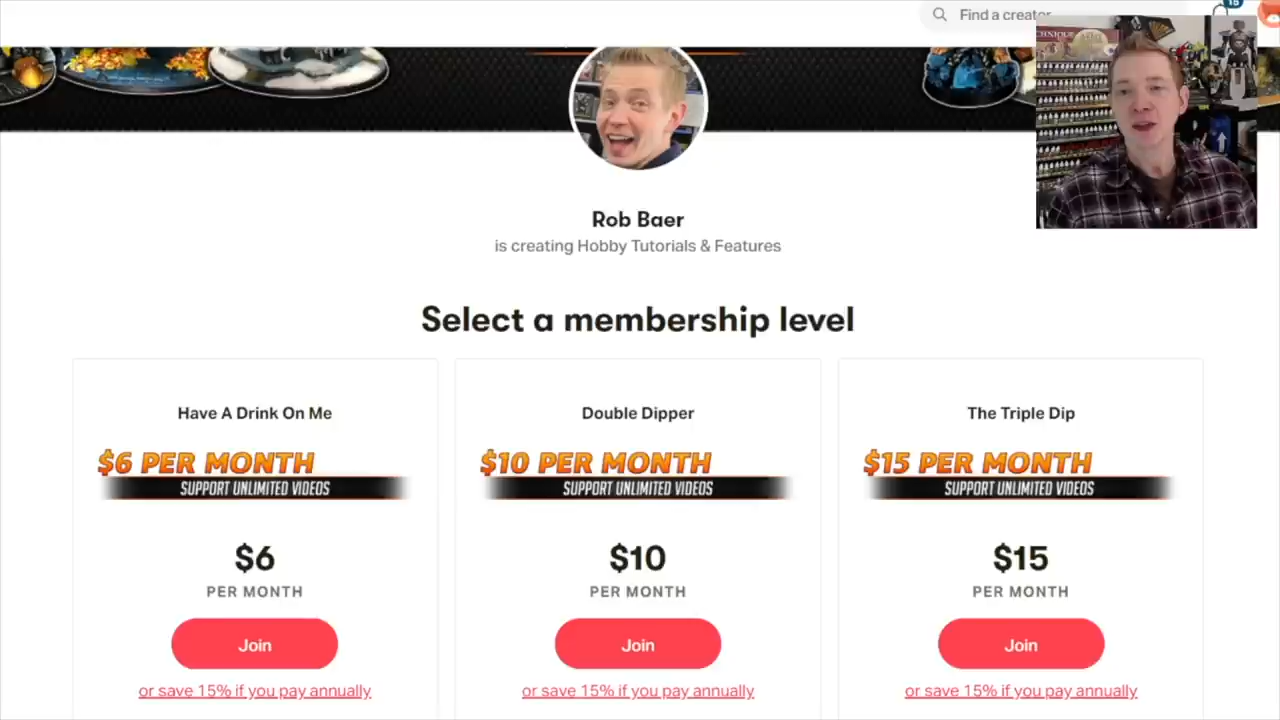 Find a creator
15
Rob Baer
is creating Hobby Tutorials & Features
Select a membership level
Have A Drink On Me
$6 PER MONTH
SUPPORT UNLIMITED VIDEOS
$6
PER MONTH
Join
or save 15% if you pay annually
Double Dipper
$10 PER MONTH
SUPPORT UNLIMITED VIDEOS
$10
PER MONTH
Join
or save 15% if you pay annually
The Triple Dip
$15 PER MONTH
SUPPORT UNLIMITED VIDEOS
$15
PER MONTH
Join
or save 15% if you pay annually